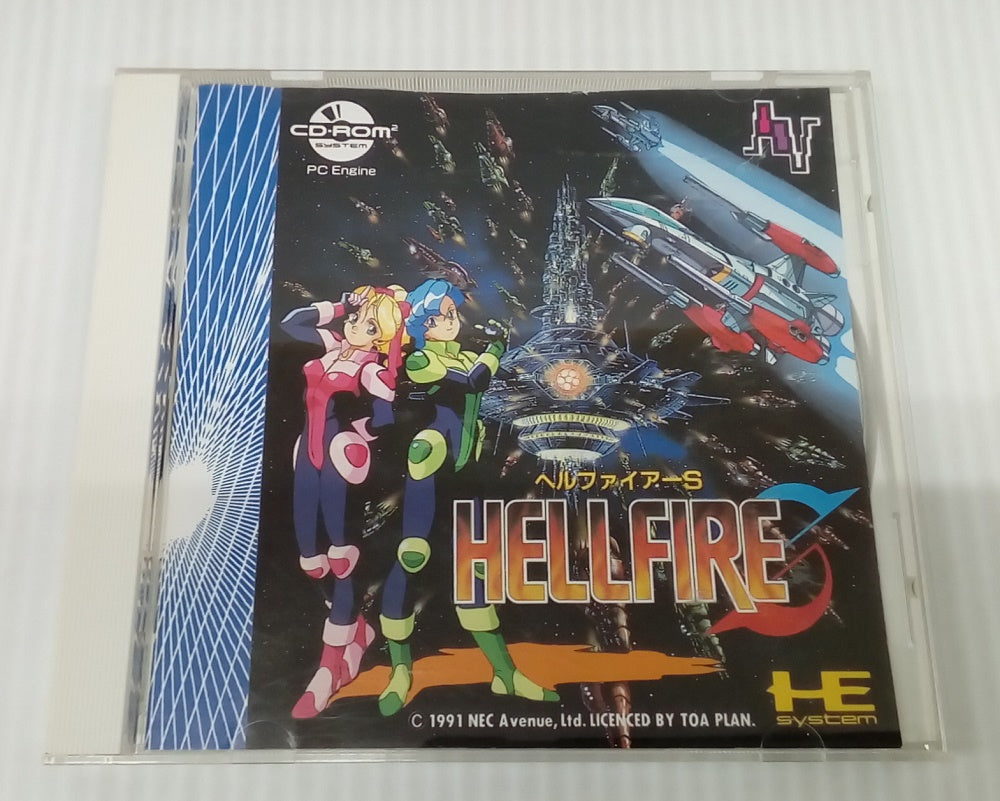 CD-ROM²
SYSTEM
PC Engine
AV
ヘルファイアーS
HELLFIRE S
© 1991 NEC Avenue, Ltd. LICENCED BY TOA PLAN.
HE
system